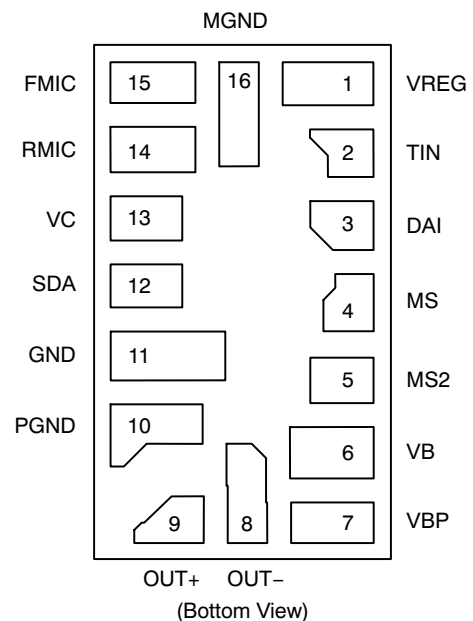 MGND
FMIC 15 16 1 VREG
RMIC 14 2 TIN
VC 13 3 DAI
SDA 12 4 MS
GND 11 5 MS2
PGND 10 6 VB
9 8 7 VBP
OUT+ OUT−
(Bottom View)